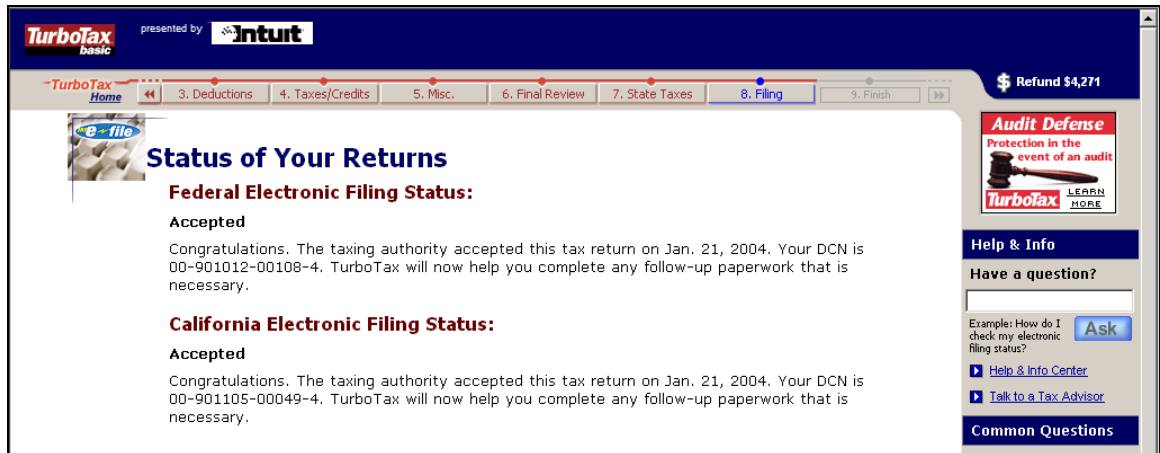 TurboTax
basic
presented by Intuit
TurboTax
Home
3. Deductions
4. Taxes/Credits
5. Misc.
6. Final Review
7. State Taxes
8. Filing
9. Finish
$ Refund $4,271
e-file
Status of Your Returns
Federal Electronic Filing Status:
Accepted
Congratulations. The taxing authority accepted this tax return on Jan. 21, 2004. Your DCN is
00-901012-00108-4. TurboTax will now help you complete any follow-up paperwork that is
necessary.
California Electronic Filing Status:
Accepted
Congratulations. The taxing authority accepted this tax return on Jan. 21, 2004. Your DCN is
00-901105-00049-4. TurboTax will now help you complete any follow-up paperwork that is
necessary.
Audit Defense
Protection in the
event of an audit
TurboTax
LEARN
MORE
Help & Info
Have a question?
Example: How do I
check my electronic
filing status?
Ask
Help & Info Center
Talk to a Tax Advisor
Common Questions